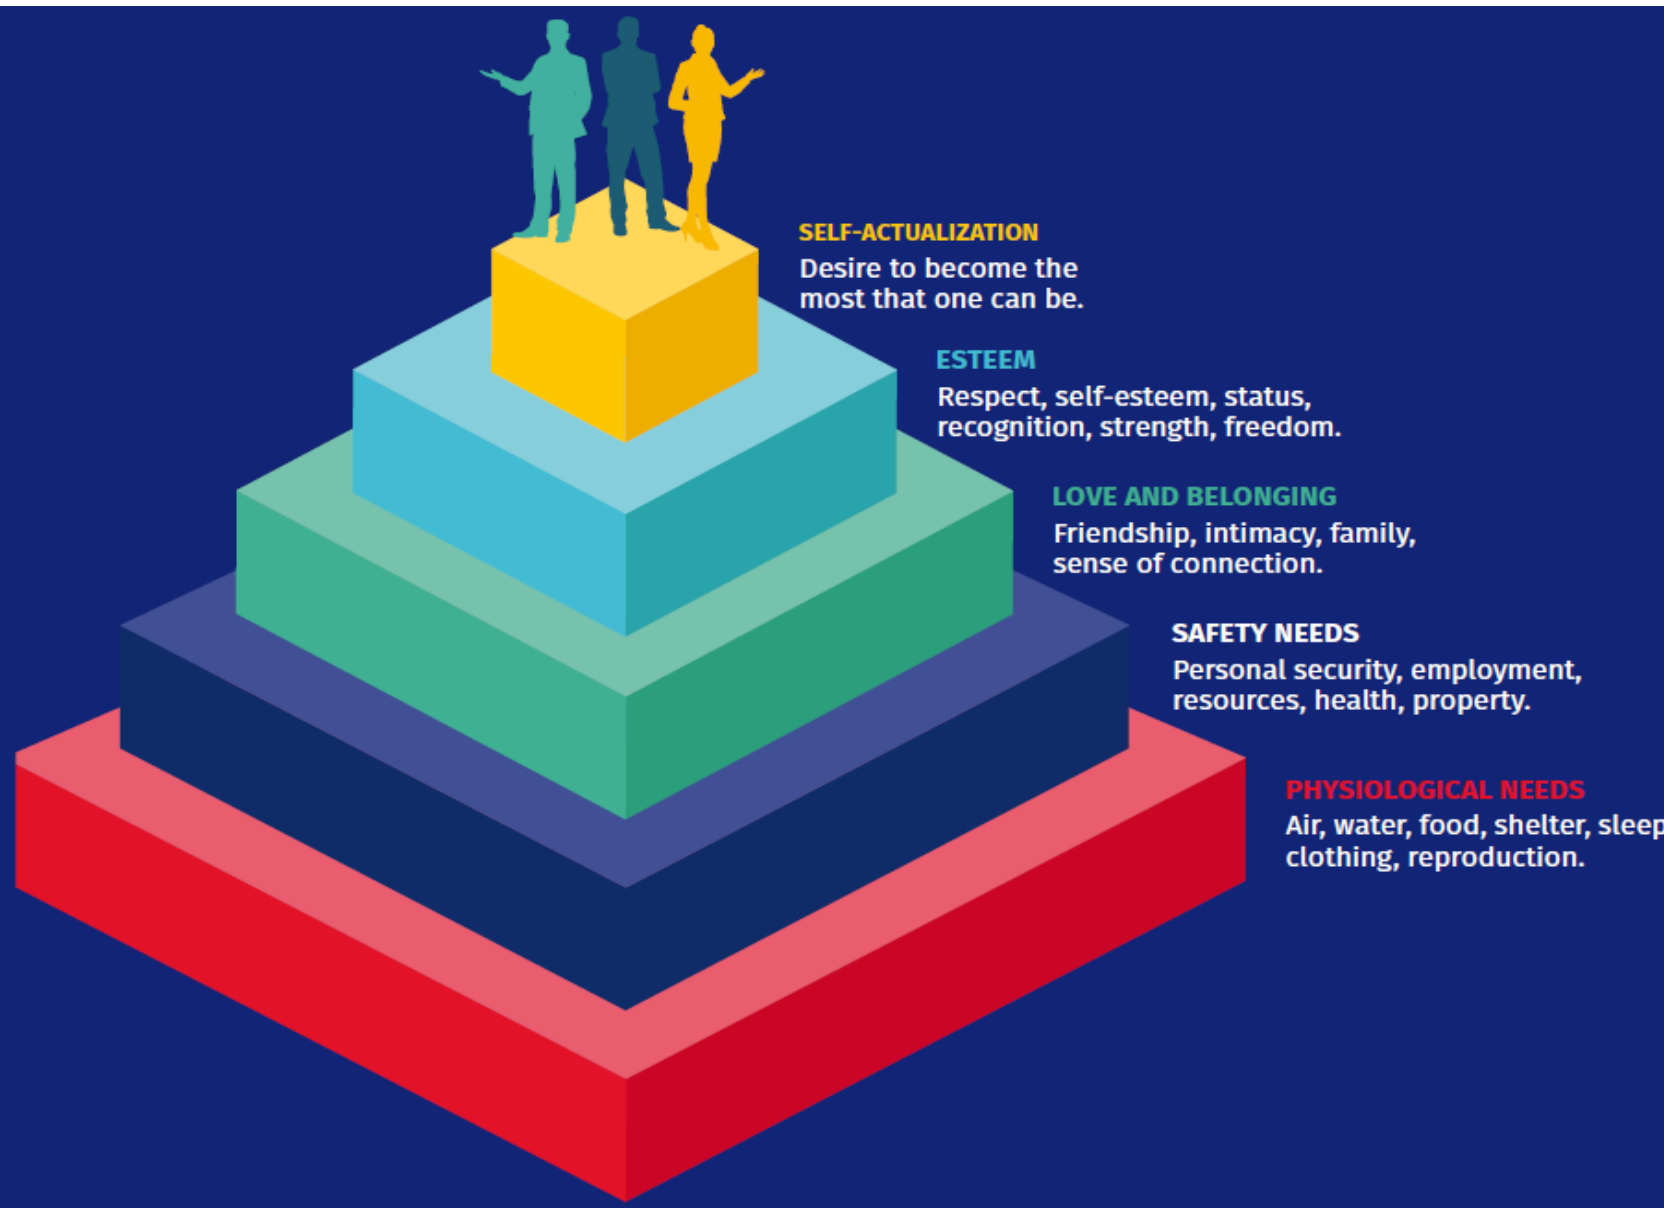 SELF-ACTUALIZATION
Desire to become the
most that one can be.
ESTEEM
Respect, self-esteem, status,
recognition, strength, freedom.
LOVE AND BELONGING
Friendship, intimacy, family,
sense of connection.
SAFETY NEEDS
Personal security, employment,
resources, health, property.
PHYSIOLOGICAL NEEDS
Air, water, food, shelter, sleep
clothing, reproduction.